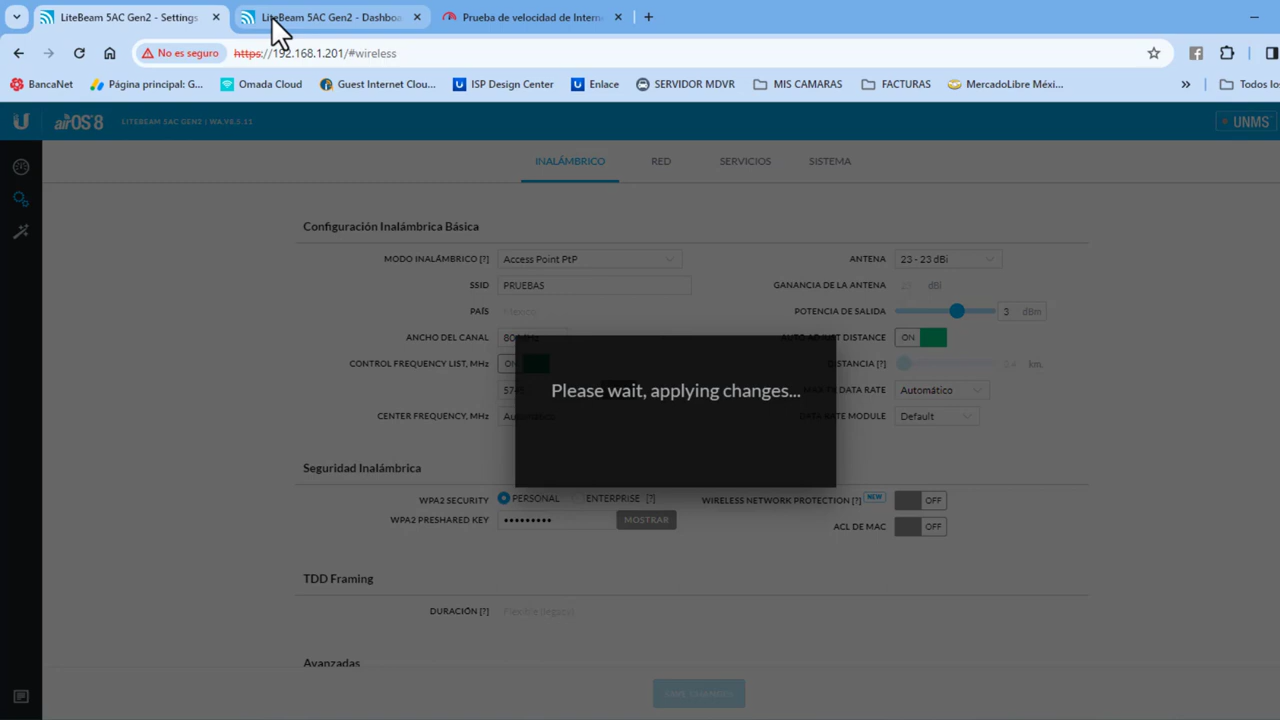 LiteBeam 5AC Gen2 - Settings
LiteBeam 5AC Gen2 - Dashbo
Prueba de velocidad de Intern
No es seguro
https://192.168.1.201/#wireless
BancaNet
Página principal: G...
Omada Cloud
Guest Internet Clou...
ISP Design Center
Enlace
SERVIDOR MDVR
MIS CAMARAS
FACTURAS
MercadoLibre Méxi...
»
Todos los
airOS 8
LITEBEAM 5AC GEN2 | WA.V8.5.11
UNMS
INALÁMBRICO
RED
SERVICIOS
SISTEMA
Configuración Inalámbrica Básica
MODO INALÁMBRICO [?]
Access Point PtP
ANTENA
23 - 23 dBi
SSID
PRUEBAS
GANANCIA DE LA ANTENA
dBi
PAÍS
México
POTENCIA DE SALIDA
3
dBm
ANCHO DEL CANAL
80 MHz
AUTO ADJUST DISTANCE
ON
CONTROL FREQUENCY LIST, MHZ
ON
DISTANCIA [?]
km.
MAX TX DATA RATE
Automático
CENTER FREQUENCY, MHZ
Automático
DATA RATE MODULE
Default
Please wait, applying changes...
Seguridad Inalámbrica
WPA2 SECURITY
PERSONAL
ENTERPRISE [?]
WIRELESS NETWORK PROTECTION [?]
NEW
OFF
WPA2 PRESHARED KEY
•••••••••
MOSTRAR
ACL DE MAC
OFF
TDD Framing
DURACIÓN [?]
Flexible (legacy)
Avanzadas
SAVE CHANGES